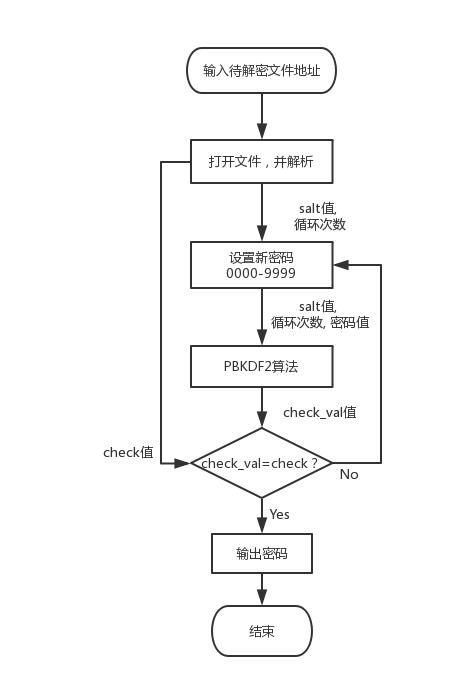 输入待解密文件地址
打开文件，并解析
salt值,
循环次数
设置新密码
0000-9999
salt值,
循环次数, 密码值
PBKDF2算法
check_val值
check值
check_val=check？
No
Yes
输出密码
结束